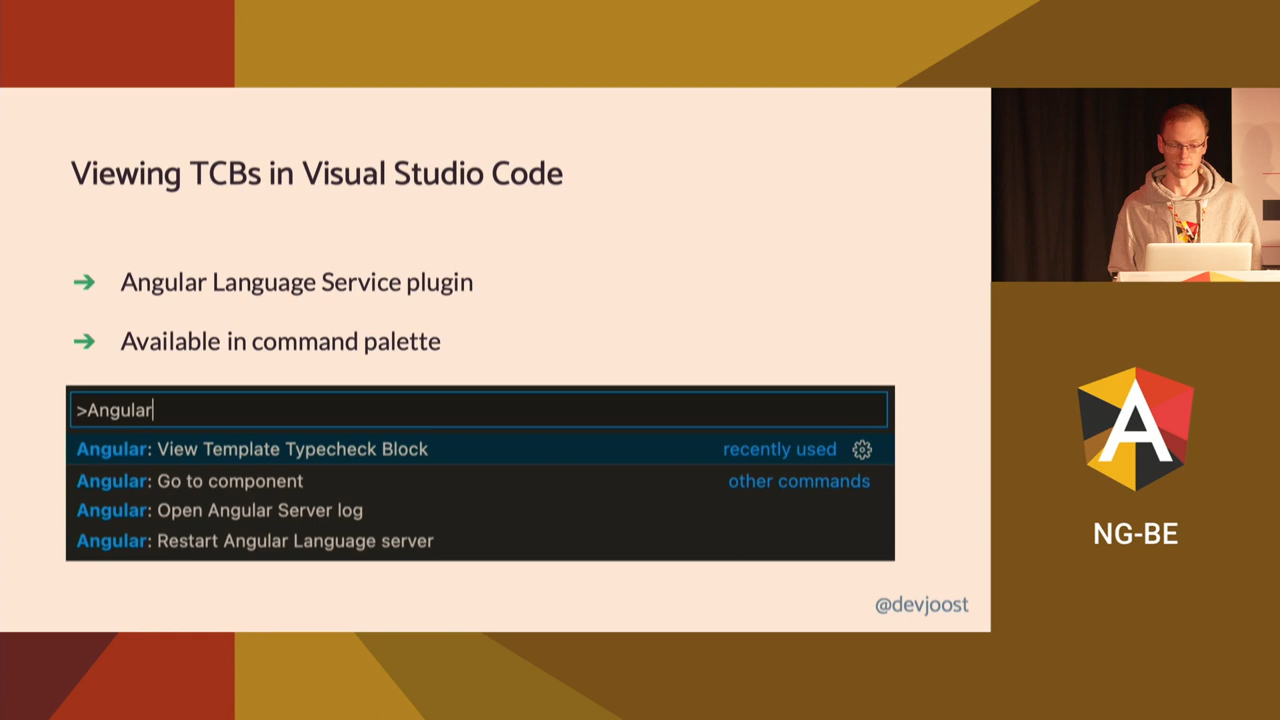 Viewing TCBs in Visual Studio Code
➔ Angular Language Service plugin
➔ Available in command palette
>Angular
Angular: View Template Typecheck Block recently used
Angular: Go to component other commands
Angular: Open Angular Server log
Angular: Restart Angular Language server
@devjoost
A
NG-BE